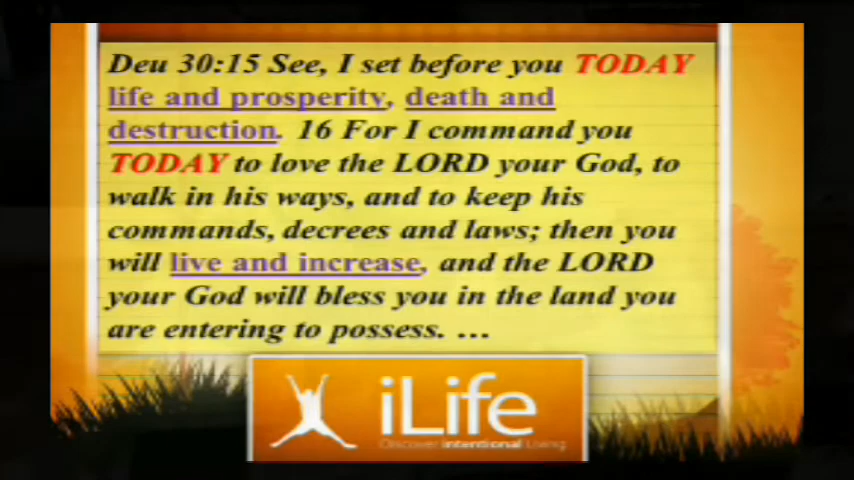 Deu 30:15 See, I set before you TODAY
life and prosperity, death and
destruction. 16 For I command you
TODAY to love the LORD your God, to
walk in his ways, and to keep his
commands, decrees and laws; then you
will live and increase, and the LORD
your God will bless you in the land you
are entering to possess. ...
iLife
Discover Intentional Living